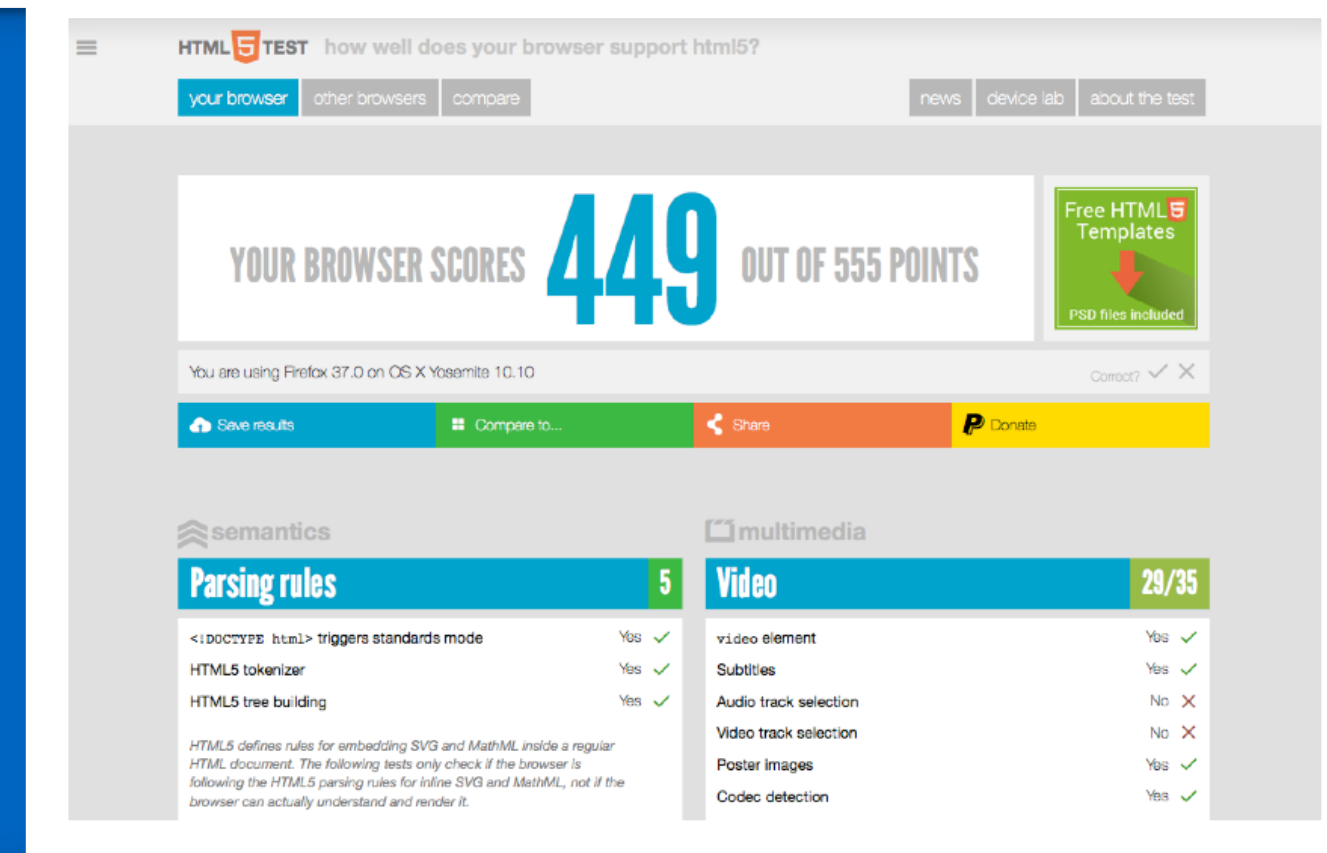 HTML5TEST how well does your browser support html5?
your browser other browsers compare news device lab about the test
YOUR BROWSER SCORES 449 OUT OF 555 POINTS
Free HTML5
Templates
PSD files included
You are using Firefox 37.0 on OS X Yosemite 10.10 Correct?
Save results Compare to... Share Donate
semantics
Parsing rules 5
<!DOCTYPE html> triggers standards mode Yes
HTML5 tokenizer Yes
HTML5 tree building Yes
HTML5 defines rules for embedding SVG and MathML inside a regular
HTML document. The following tests only check if the browser is
following the HTML5 parsing rules for inline SVG and MathML, not if the
browser can actually understand and render it.
multimedia
Video 29/35
video element Yes
Subtitles Yes
Audio track selection No
Video track selection No
Poster images Yes
Codec detection Yes